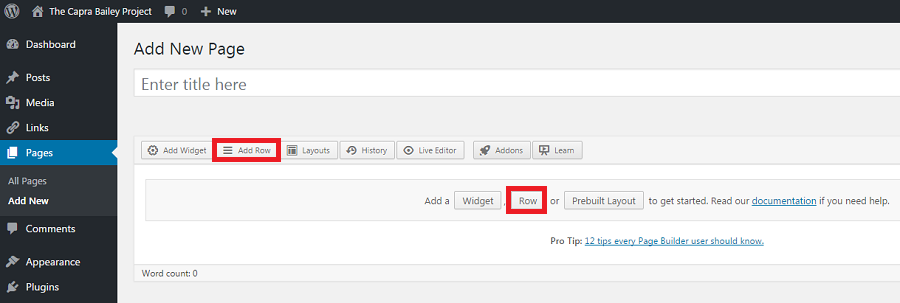 The Capra Bailey Project 0 New
Dashboard
Posts
Media
Links
Pages
All Pages
Add New
Comments
Appearance
Plugins
Add New Page
Enter title here
Add Widget Add Row Layouts History Live Editor Addons Learn
Add a Widget , Row or Prebuilt Layout to get started. Read our documentation if you need help.
Pro Tip: 12 tips every Page Builder user should know.
Word count: 0